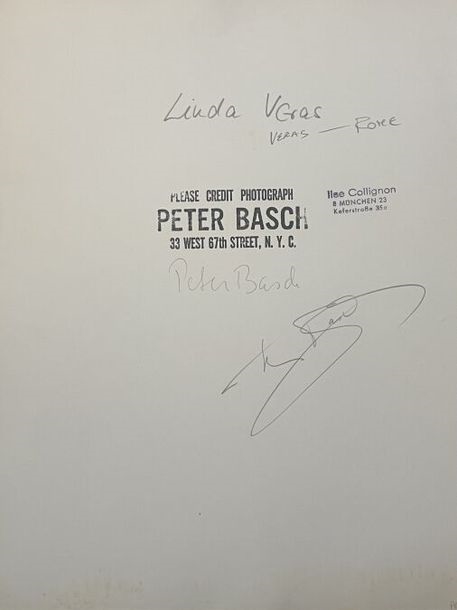 Linda Veras
VERAS — ROME
PLEASE CREDIT PHOTOGRAPH
PETER BASCH
33 WEST 67th STREET, N. Y. C.
Ilse Collignon
8 MÜNCHEN 23
Keferstraße 35a
Peter Basch